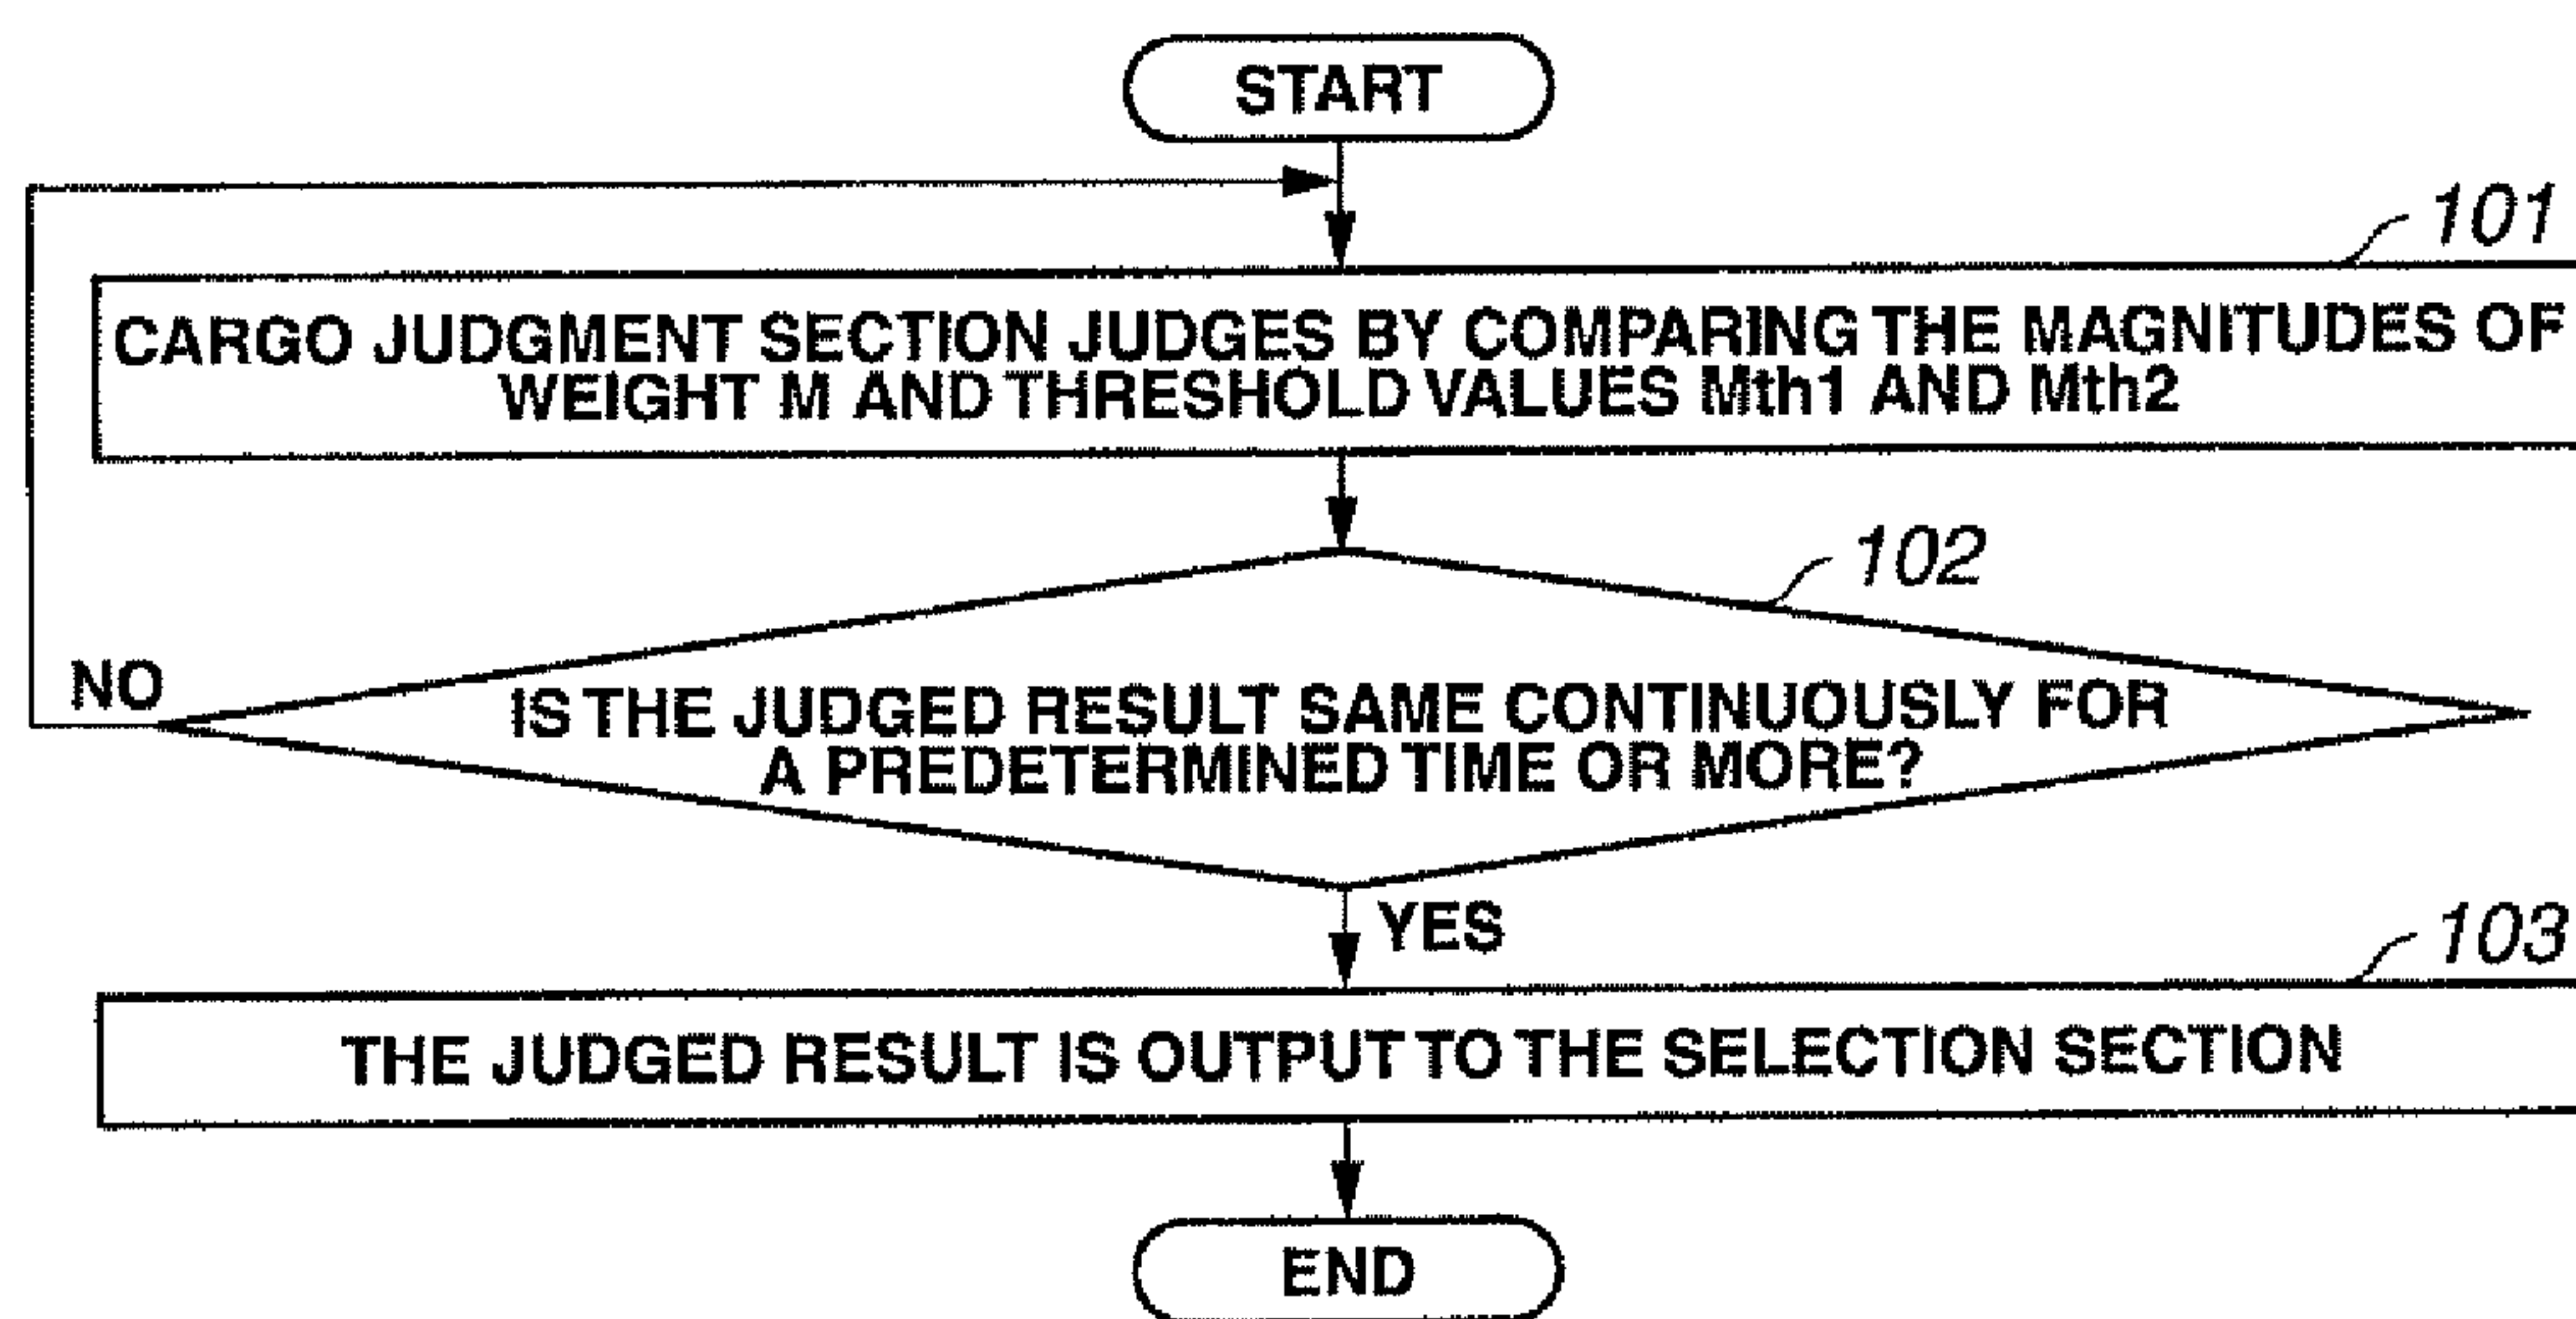 START
101
CARGO JUDGMENT SECTION JUDGES BY COMPARING THE MAGNITUDES OF
WEIGHT M AND THRESHOLD VALUES Mth1 AND Mth2
102
NO
IS THE JUDGED RESULT SAME CONTINUOUSLY FOR
A PREDETERMINED TIME OR MORE?
YES
103
THE JUDGED RESULT IS OUTPUT TO THE SELECTION SECTION
END